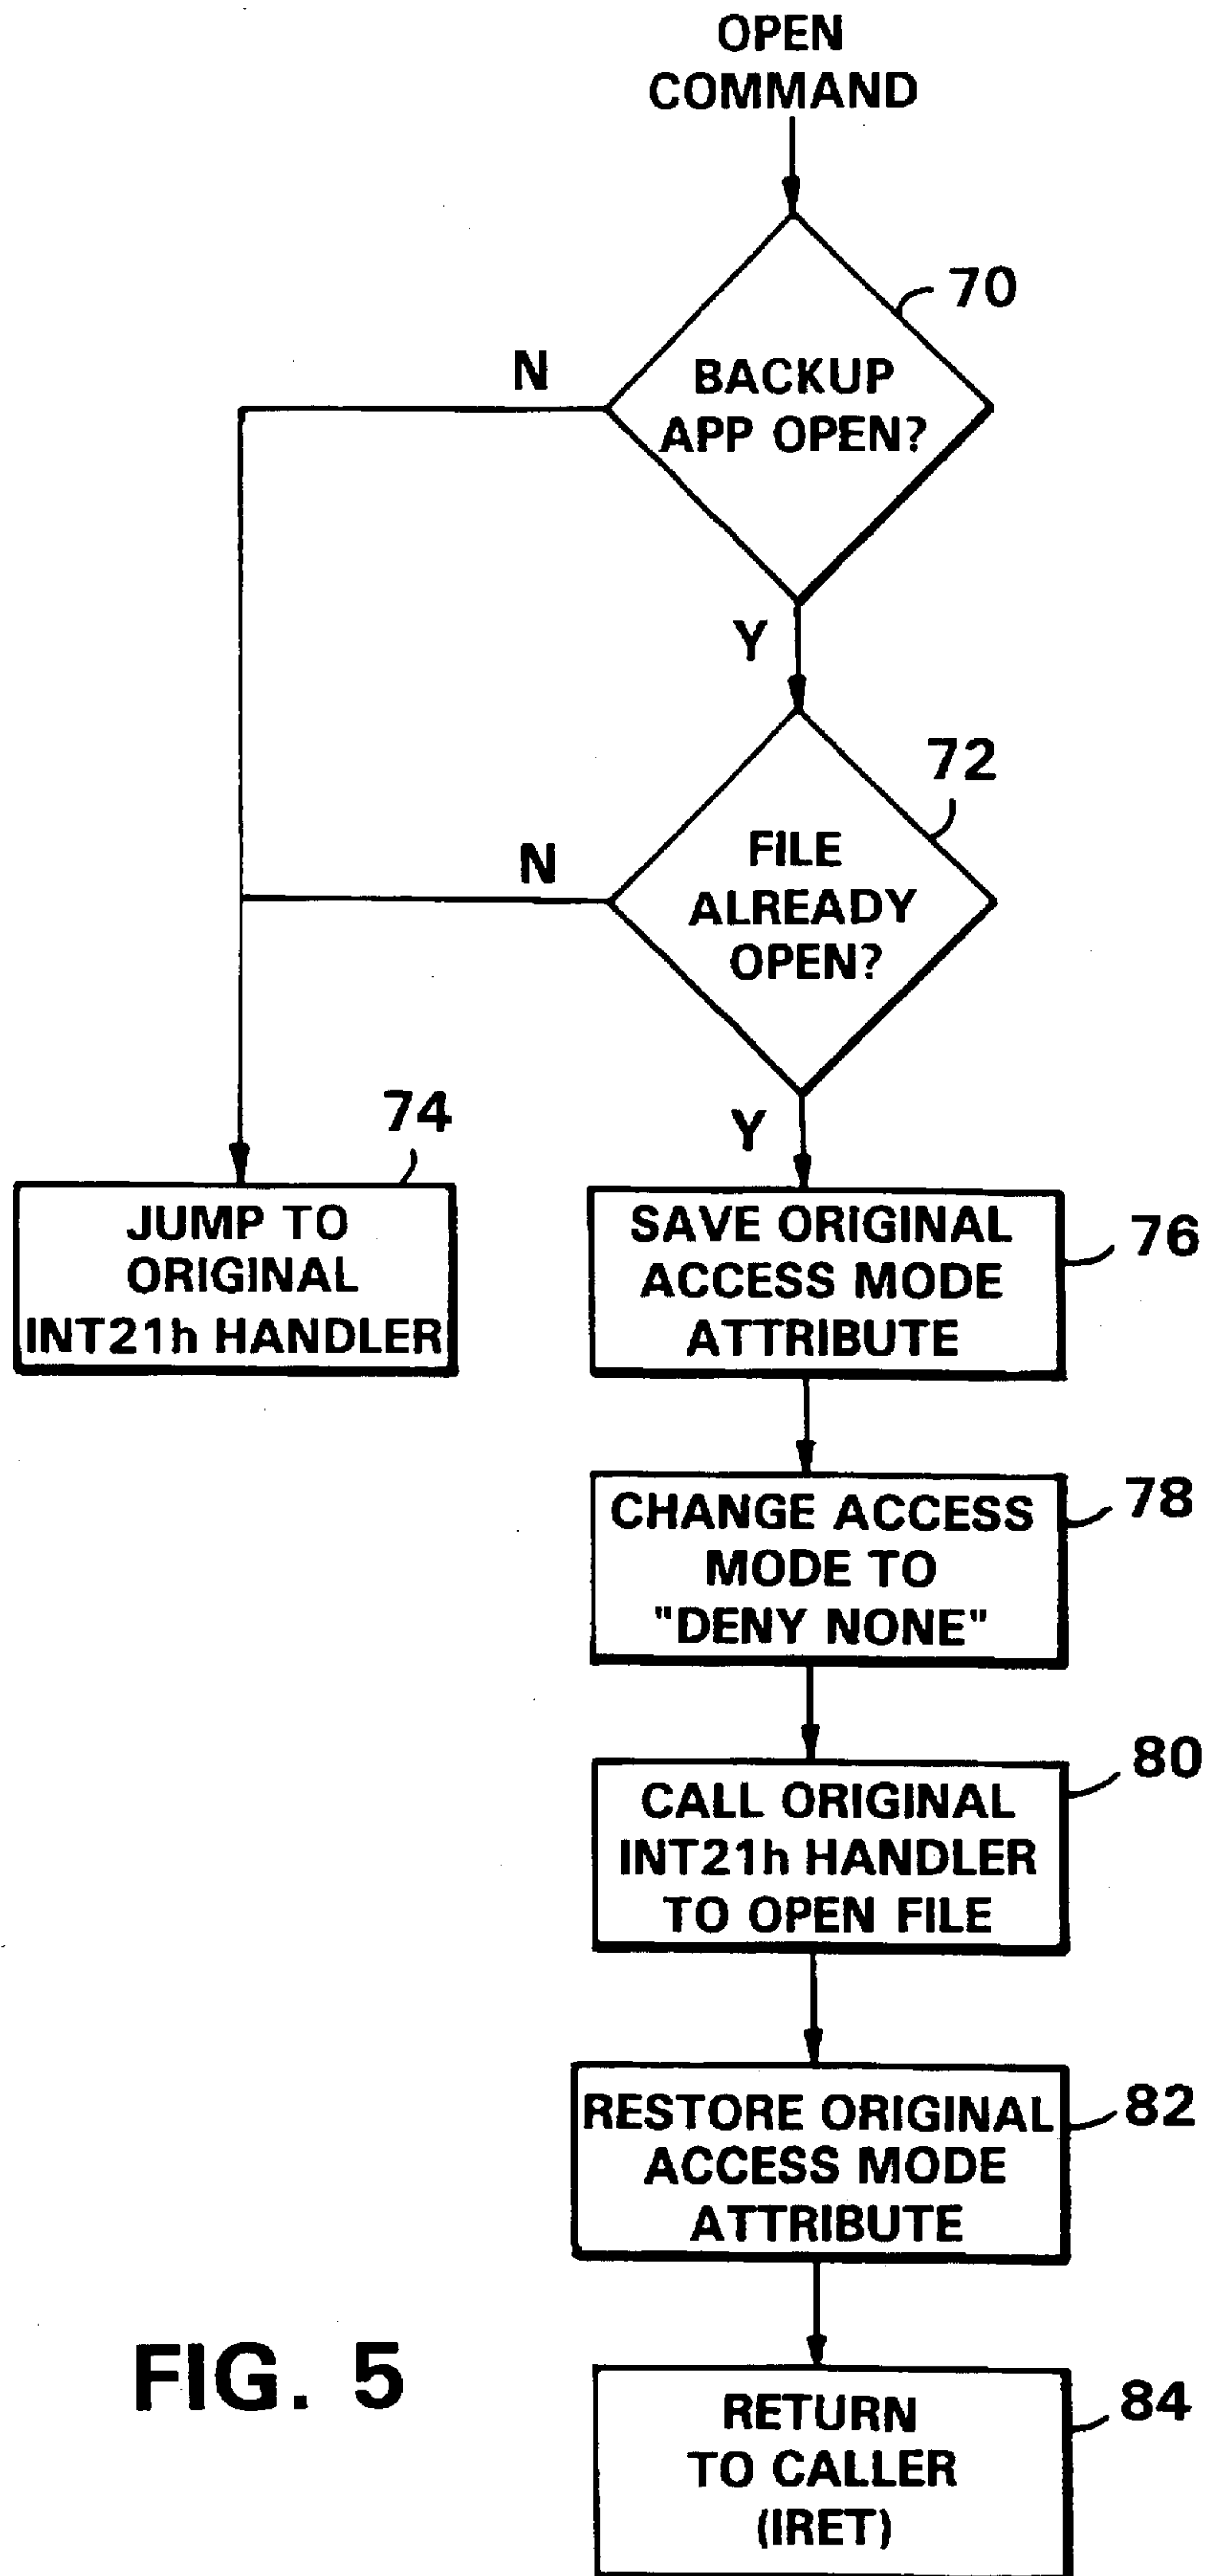 OPEN
COMMAND
70
N
BACKUP
APP OPEN?
Y
72
N
FILE
ALREADY
OPEN?
Y
74
JUMP TO
ORIGINAL
INT21h HANDLER
SAVE ORIGINAL
ACCESS MODE
ATTRIBUTE
76
CHANGE ACCESS
MODE TO
"DENY NONE"
78
CALL ORIGINAL
INT21h HANDLER
TO OPEN FILE
80
RESTORE ORIGINAL
ACCESS MODE
ATTRIBUTE
82
RETURN
TO CALLER
(IRET)
84
FIG. 5